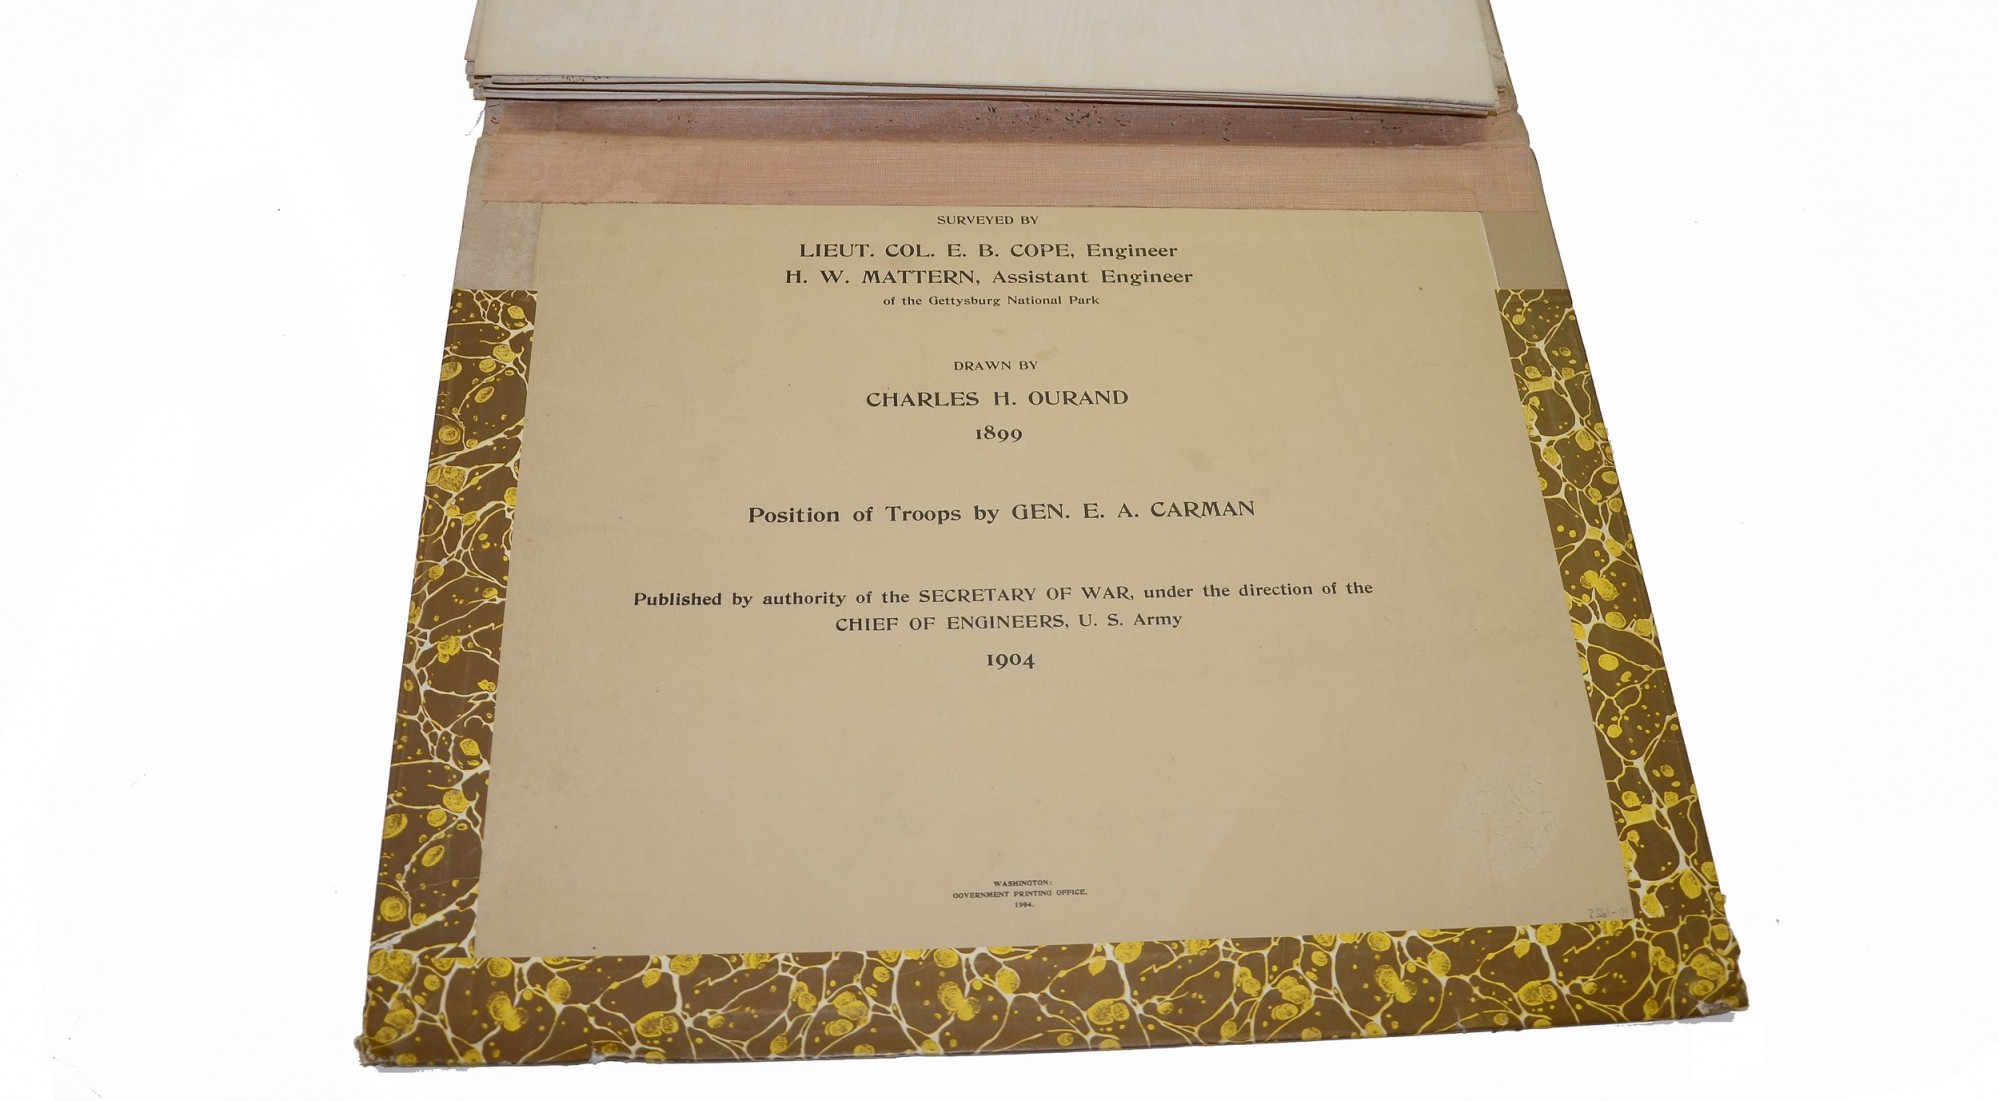 SURVEYED BY
LIEUT. COL. E. B. COPE, Engineer
H. W. MATTERN, Assistant Engineer
of the Gettysburg National Park
DRAWN BY
CHARLES H. OURAND
1899
Position of Troops by GEN. E. A. CARMAN
Published by authority of the SECRETARY OF WAR, under the direction of the
CHIEF OF ENGINEERS, U. S. Army
1904
WASHINGTON:
GOVERNMENT PRINTING OFFICE.
1904.